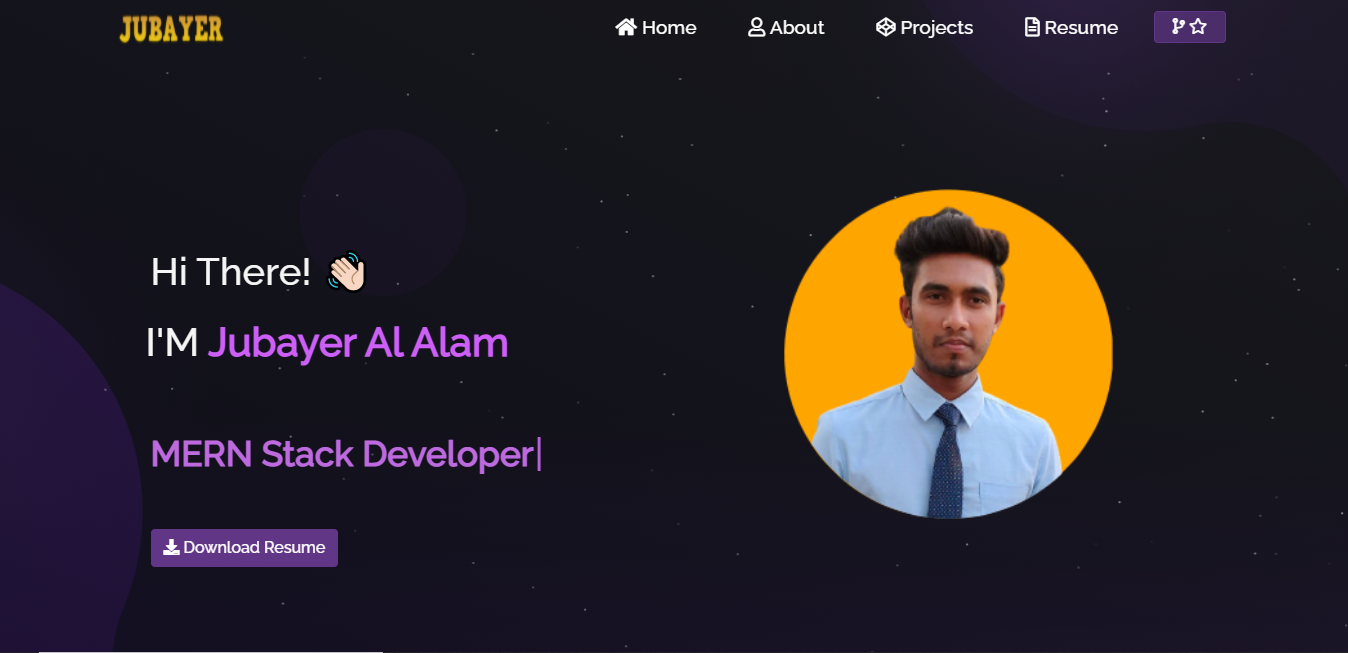 JUBAYER
Home About Projects Resume
Hi There! 👋🏻
I'M Jubayer Al Alam
MERN Stack Developer|
Download Resume